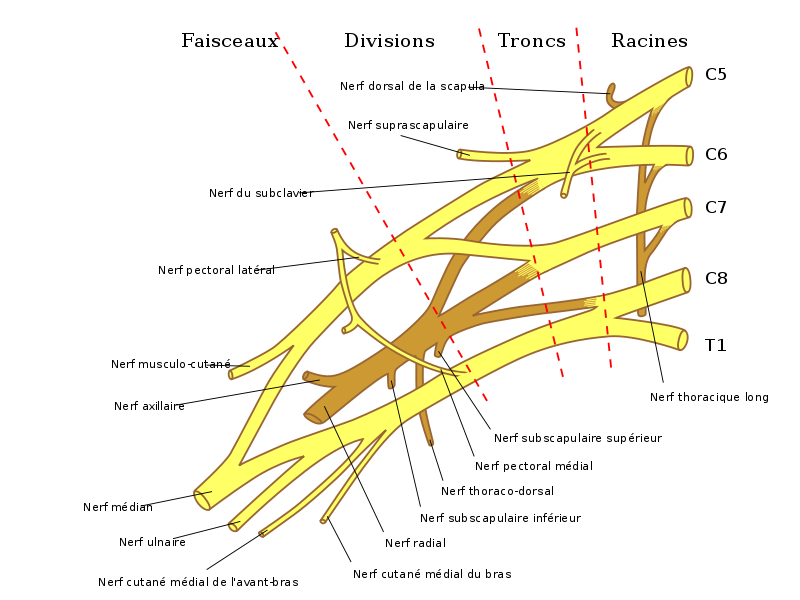 Faisceaux
Divisions
Troncs
Racines
C5
Nerf dorsal de la scapula
Nerf suprascapulaire
C6
Nerf du subclavier
C7
Nerf pectoral latéral
C8
T1
Nerf musculo-cutané
Nerf thoracique long
Nerf axillaire
Nerf subscapulaire supérieur
Nerf pectoral médial
Nerf thoraco-dorsal
Nerf médian
Nerf subscapulaire inférieur
Nerf ulnaire
Nerf radial
Nerf cutané médial du bras
Nerf cutané médial de l'avant-bras